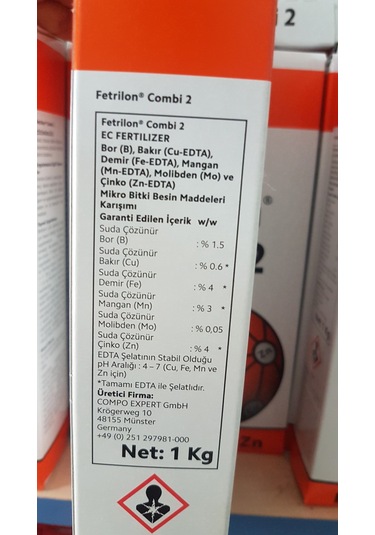 i 2
Fetrilon® Combi 2
Fetrilon® Combi 2
EC FERTILIZER
Bor (B), Bakır (Cu-EDTA),
Demir (Fe-EDTA), Mangan
(Mn-EDTA), Molibden (Mo) ve
Çinko (Zn-EDTA)
Mikro Bitki Besin Maddeleri
Karışımı
Garanti Edilen İçerik w/w
Suda Çözünür
Bor (B) : % 1.5
Suda Çözünür
Bakır (Cu) : % 0.6 *
Suda Çözünür
Demir (Fe) : % 4 *
Suda Çözünür
Mangan (Mn) : % 3 *
Suda Çözünür
Molibden (Mo) : % 0,05
Suda Çözünür
Çinko (Zn) : % 4 *
EDTA Şelatının Stabil Olduğu
pH Aralığı : 4 – 7 (Cu, Fe, Mn ve
Zn için)
*Tamamı EDTA ile Şelatlıdır.
Üretici Firma:
COMPO EXPERT GmbH
Krögerweg 10
48155 Münster
Germany
+49 (0) 251 297981-000
Net: 1 Kg
®
2
Zn
Zn